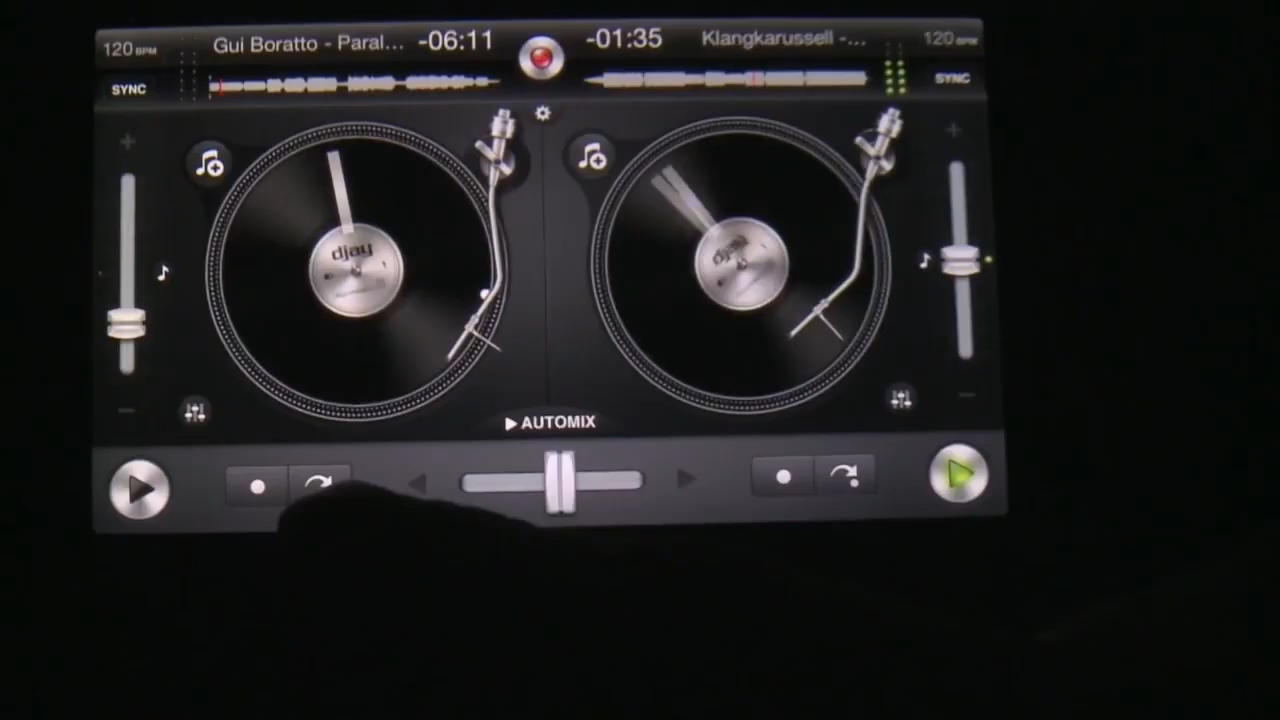 120 BPM
Gui Boratto - Paral...
-06:11
-01:35
Klangkarussell -...
120 BPM
SYNC
SYNC
djay
djay
AUTOMIX